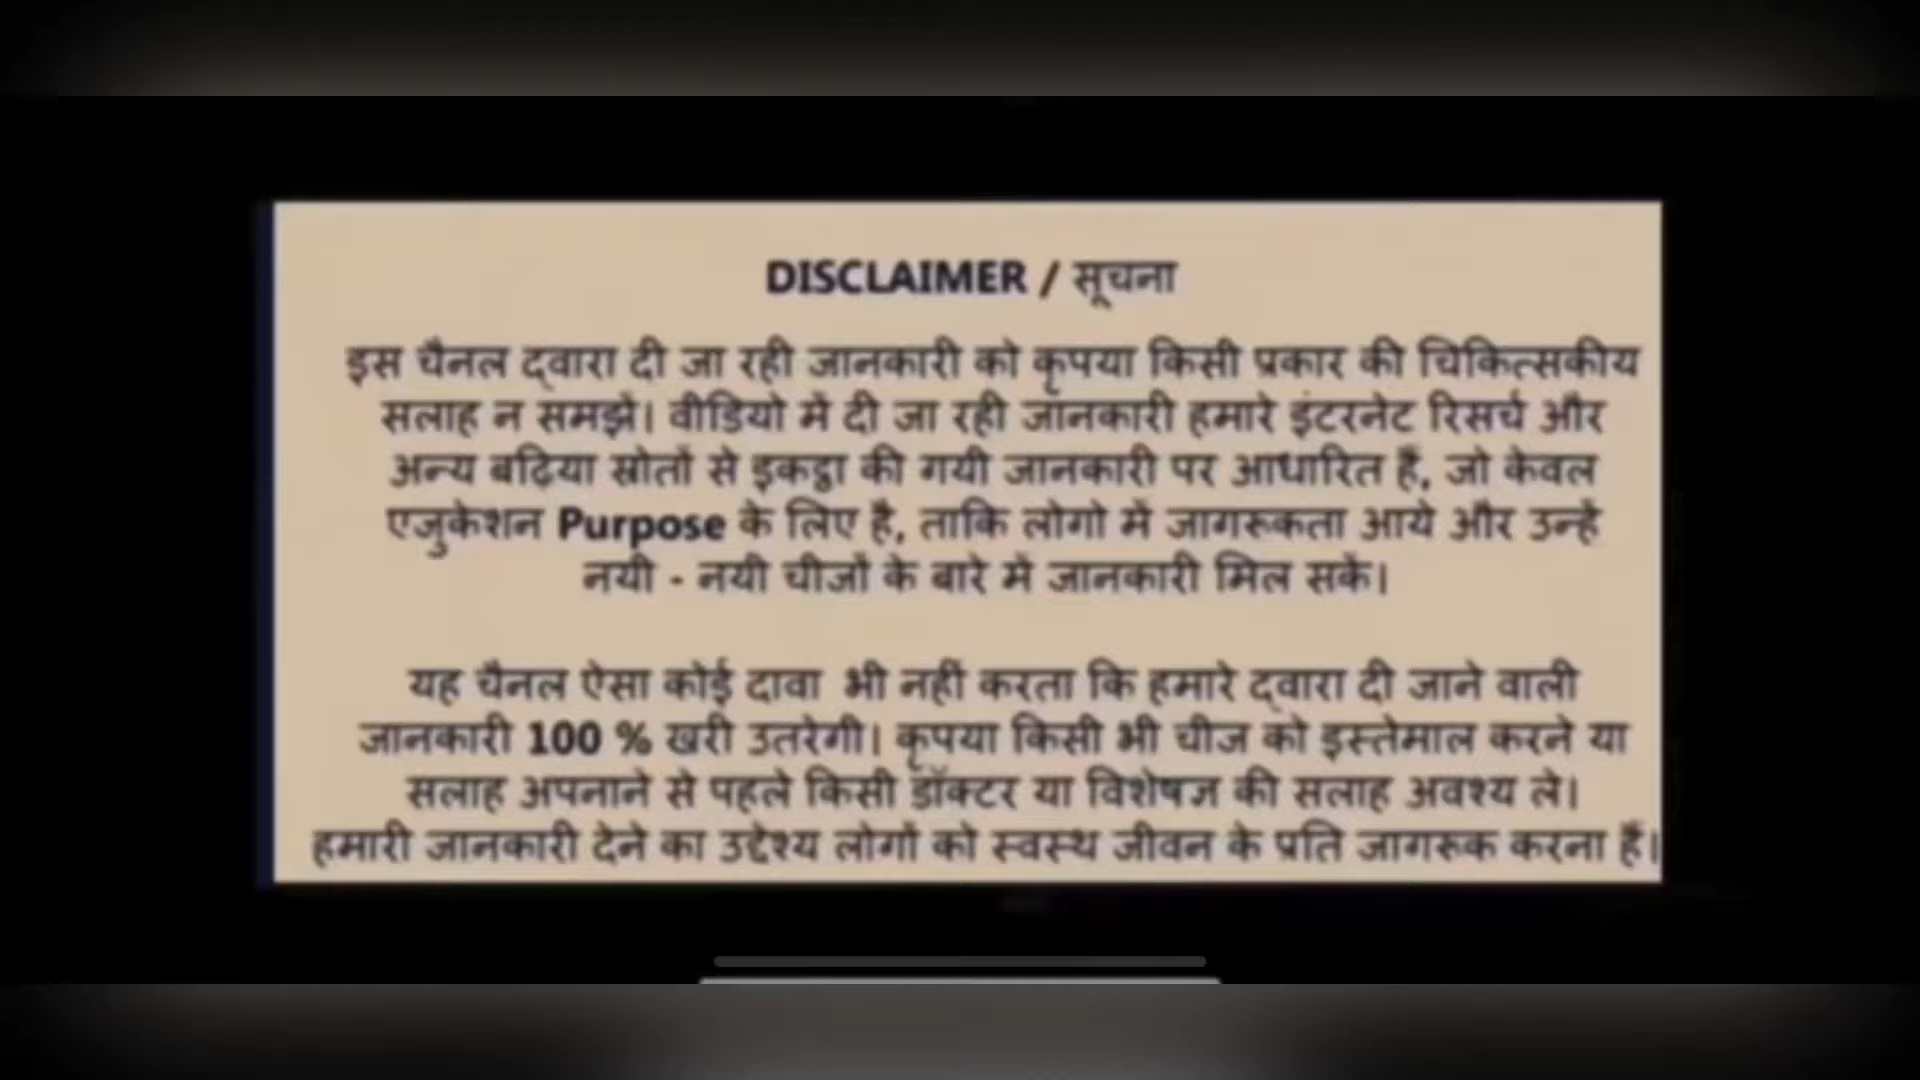 DISCLAIMER / सूचना
इस चैनल द्वारा दी जा रही जानकारी को कृपया किसी प्रकार की चिकित्सकीय
सलाह न समझे। वीडियो में दी जा रही जानकारी हमारे इंटरनेट रिसर्च और
अन्य बढ़िया स्रोतों से इकट्ठा की गयी जानकारी पर आधारित है, जो केवल
एजुकेशन Purpose के लिए है, ताकि लोगो में जागरूकता आये और उन्हें
नयी - नयी चीजों के बारे में जानकारी मिल सकें।
यह चैनल ऐसा कोई दावा भी नहीं करता कि हमारे द्वारा दी जाने वाली
जानकारी 100 % खरी उतरेगी। कृपया किसी भी चीज को इस्तेमाल करने या
सलाह अपनाने से पहले किसी डॉक्टर या विशेषज्ञ की सलाह अवश्य ले।
हमारी जानकारी देने का उद्देश्य लोगों को स्वस्थ जीवन के प्रति जागरूक करना हैं।